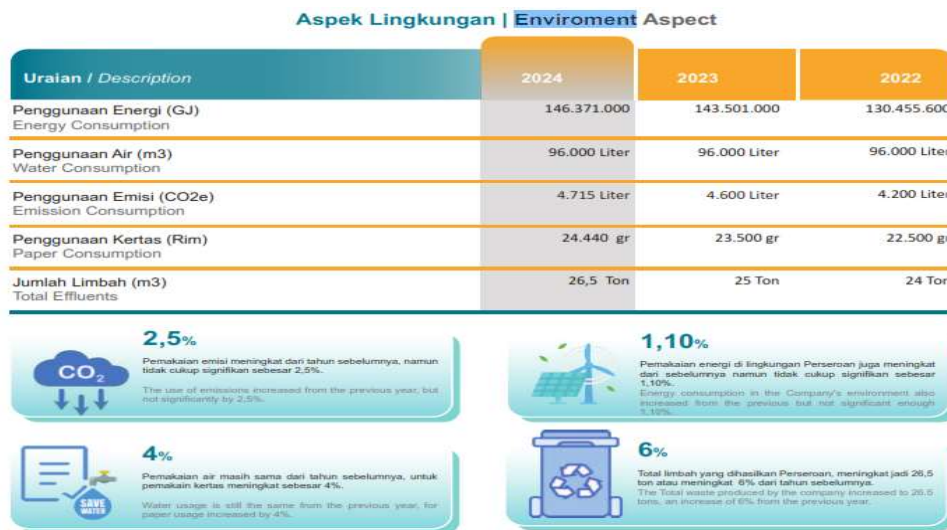 Aspek Lingkungan | Enviroment Aspect
Uraian / Description 2024 2023 2022
Penggunaan Energi (GJ) 146.371.000 143.501.000 130.455.600
Energy Consumption
Penggunaan Air (m3) 96.000 Liter 96.000 Liter 96.000 Liter
Water Consumption
Penggunaan Emisi (CO2e) 4.715 Liter 4.600 Liter 4.200 Liter
Emission Consumption
Penggunaan Kertas (Rim) 24.440 gr 23.500 gr 22.500 gr
Paper Consumption
Jumlah Limbah (m3) 26,5 Ton 25 Ton 24 Ton
Total Effluents
CO2
2,5%
Pemakaian emisi meningkat dari tahun sebelumnya, namun
tidak cukup signifikan sebesar 2,5%.
The use of emissions increased from the previous year, but
not significantly by 2,5%.
1,10%
Pemakaian energi di lingkungan Perseroan juga meningkat
dari sebelumnya namun tidak cukup signifikan sebesar
1,10%.
Energy consumption in the Company's environment also
increased from the previous but not significant enough
1,10%.
SAVE
WATER
4%
Pemakaian air masih sama dari tahun sebelumnya, untuk
pemakain kertas meningkat sebesar 4%.
Water usage is still the same from the previous year, for
paper usage increased by 4%.
6%
Total limbah yang dihasilkan Perseroan, meningkat jadi 26,5
ton atau meningkat 6% dari tahun sebelumnya.
The Total waste produced by the company increased to 26.5
tons, an increase of 6% from the previous year.